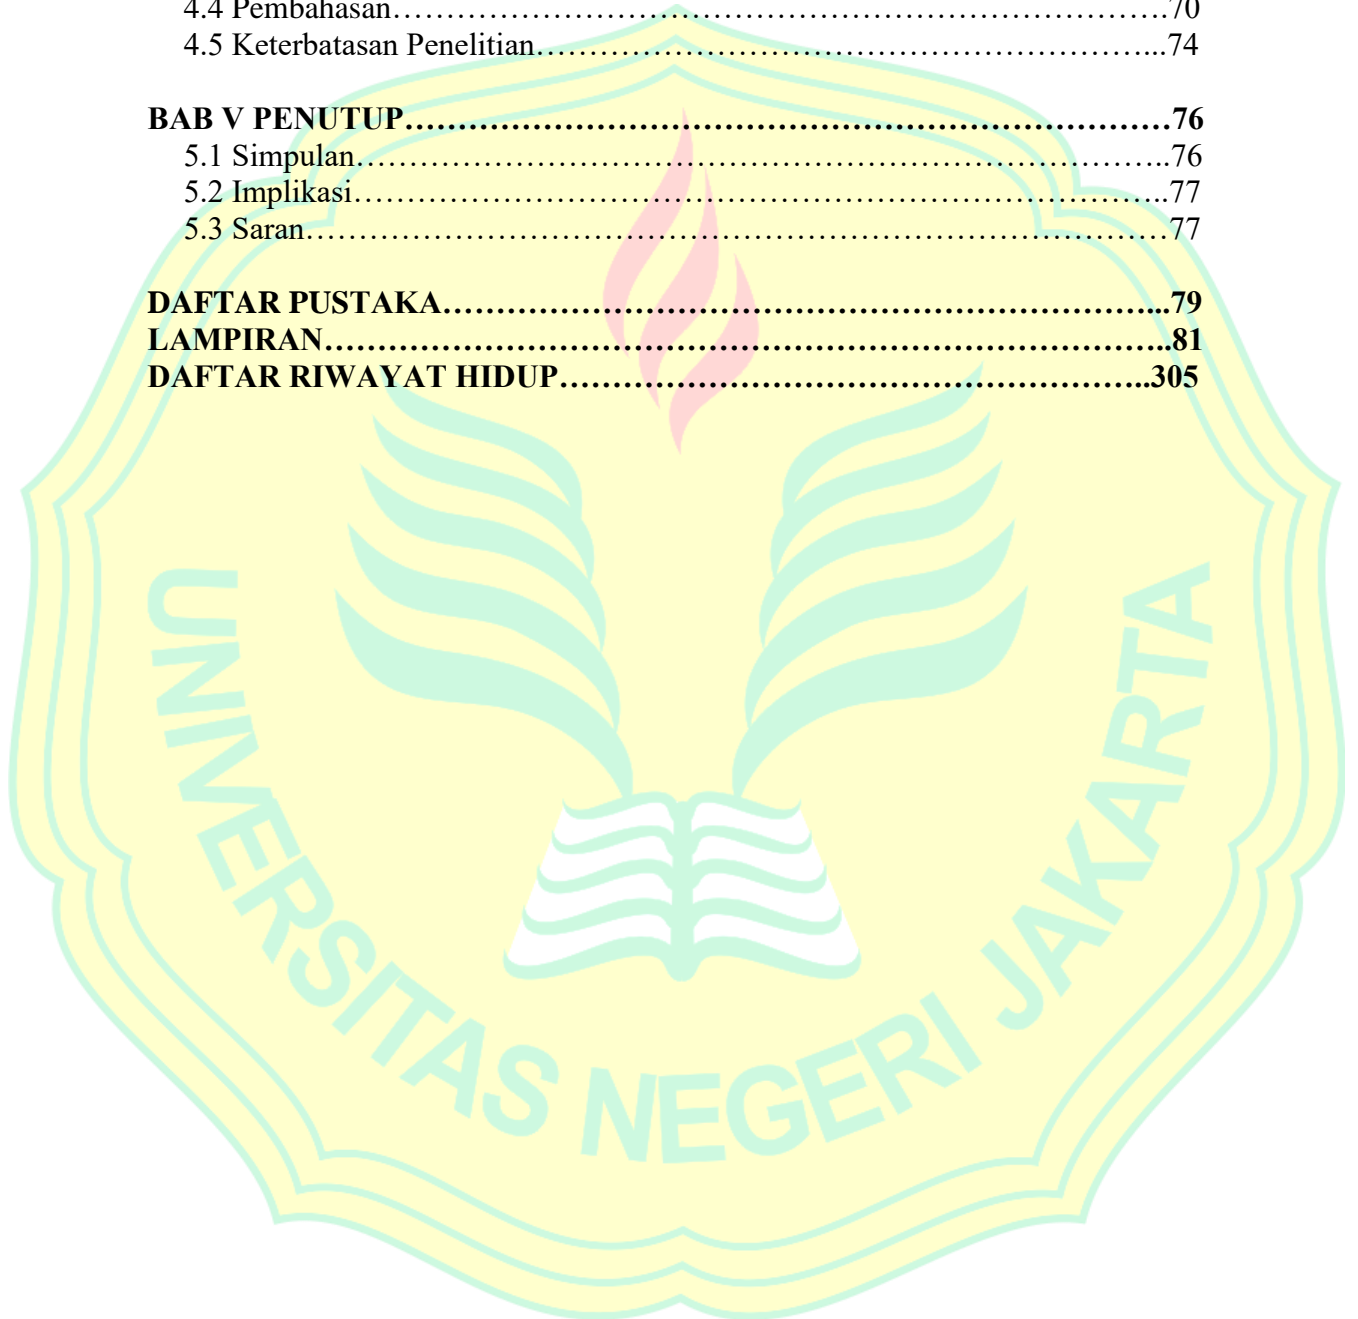 4.4 Pembahasan……………………………………………………………….70
4.5 Keterbatasan Penelitian…………………………………………………...74
BAB V PENUTUP………………………………………………………………76
5.1 Simpulan…………………………………………………………………..76
5.2 Implikasi…………………………………………………………………..77
5.3 Saran………………………………………………………………………77
DAFTAR PUSTAKA…………………………………………………………....79
LAMPIRAN……………………………………………………………………..81
DAFTAR RIWAYAT HIDUP………………………………………………..305
UNIVERSITAS NEGERI JAKARTA